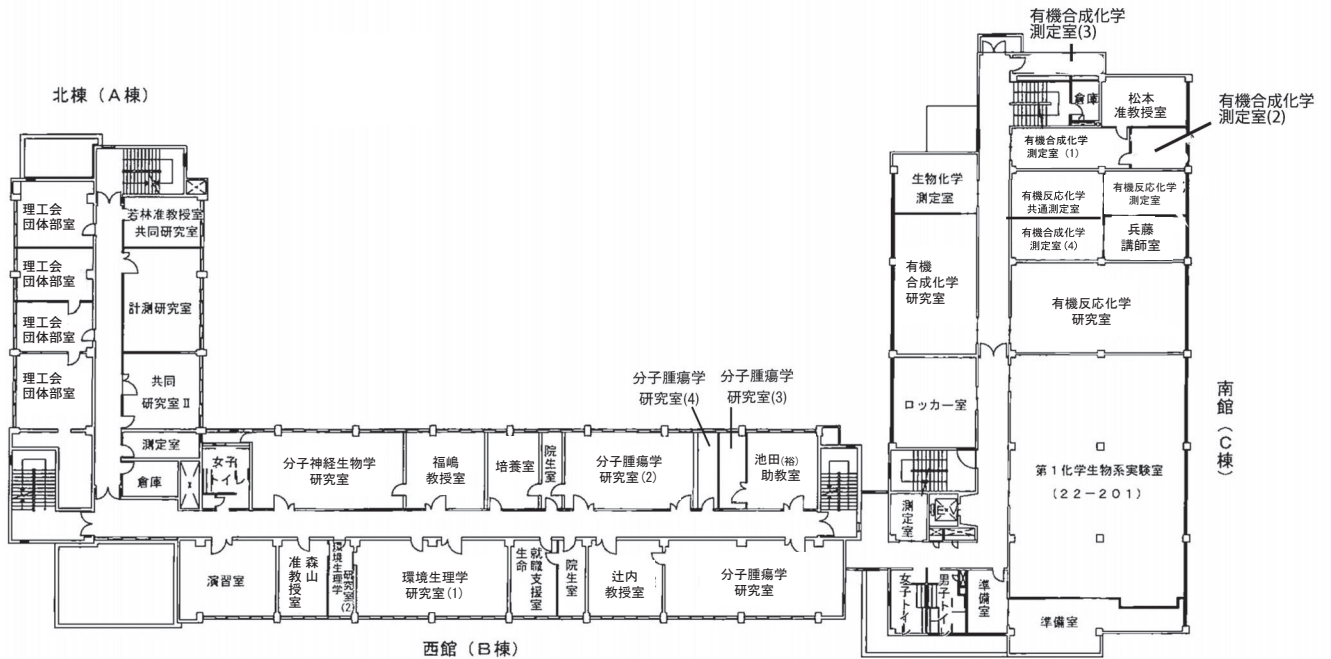 有機合成化学
測定室(3)
北棟（A棟）
倉庫
松本
准教授室
有機合成化学
測定室(2)
有機合成化学
測定室（1）
生物化学
測定室
有機反応化学
共通測定室
有機反応化学
測定室
有機合成化学
測定室(4)
兵藤
講師室
理工会
団体部室
若林准教授室
共同研究室
理工会
団体部室
計測研究室
理工会
団体部室
理工会
団体部室
共同
研究室Ⅱ
測定室
倉庫
有機
合成化学
研究室
有機反応化学
研究室
ロッカー室
第１化学生物系実験室
（２２－２０１）
南館（C棟）
分子腫瘍学
研究室(4)
分子腫瘍学
研究室(3)
女子
トイレ
分子神経生物学
研究室
福嶋
教授室
培養室
院生室
分子腫瘍学
研究室(2)
池田(裕)
助教室
測定室
EV
演習室
森山
准教授室
環境生理学
研究室(2)
環境生理学
研究室(1)
就職支援室
生命
院生室
辻内
教授室
分子腫瘍学
研究室
女子トイレ
男子トイレ
準備室
準備室
西館（B棟）